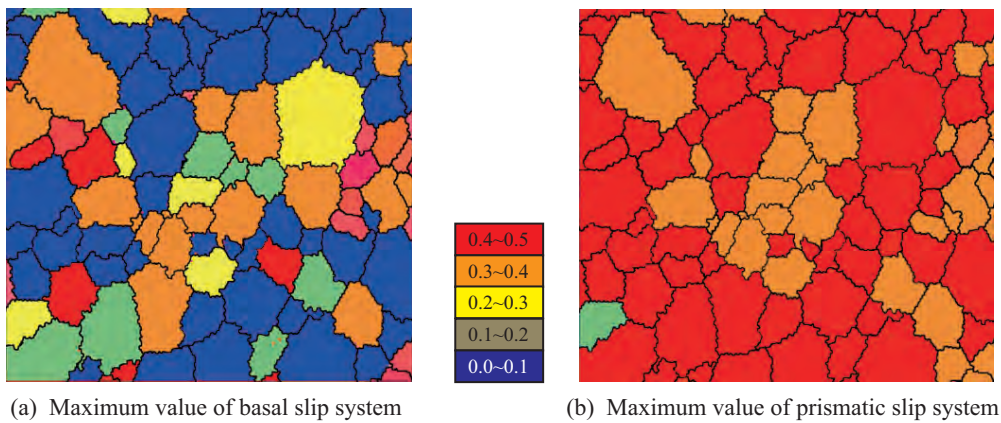 0.4~0.5
0.3~0.4
0.2~0.3
0.1~0.2
0.0~0.1
(a) Maximum value of basal slip system
(b) Maximum value of prismatic slip system